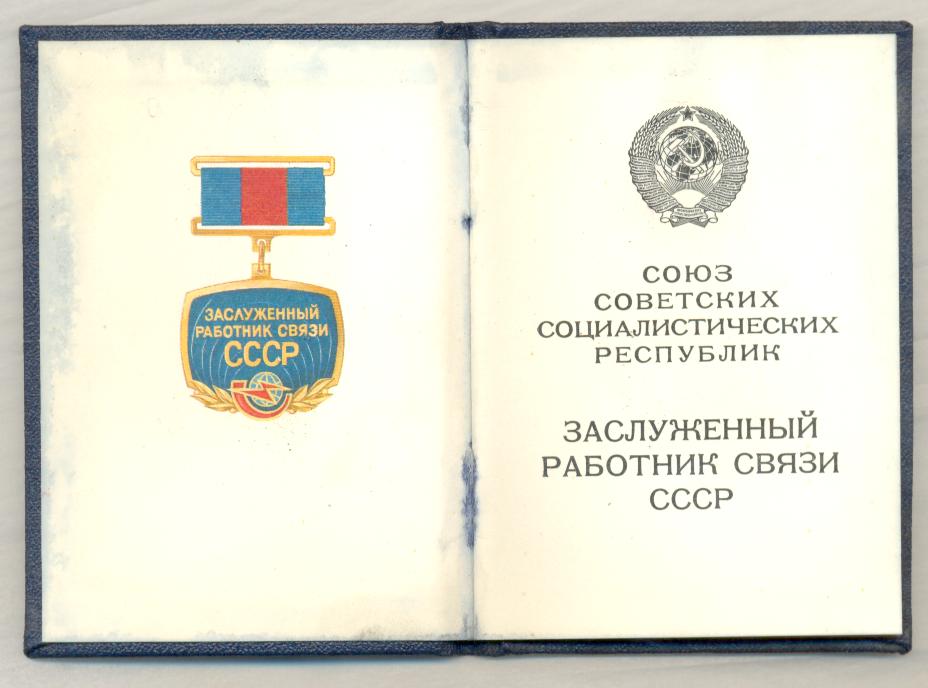 ЗАСЛУЖЕННЫЙ
РАБОТНИК СВЯЗИ
СССР
СОЮЗ
СОВЕТСКИХ
СОЦИАЛИСТИЧЕСКИХ
РЕСПУБЛИК
ЗАСЛУЖЕННЫЙ
РАБОТНИК СВЯЗИ
СССР